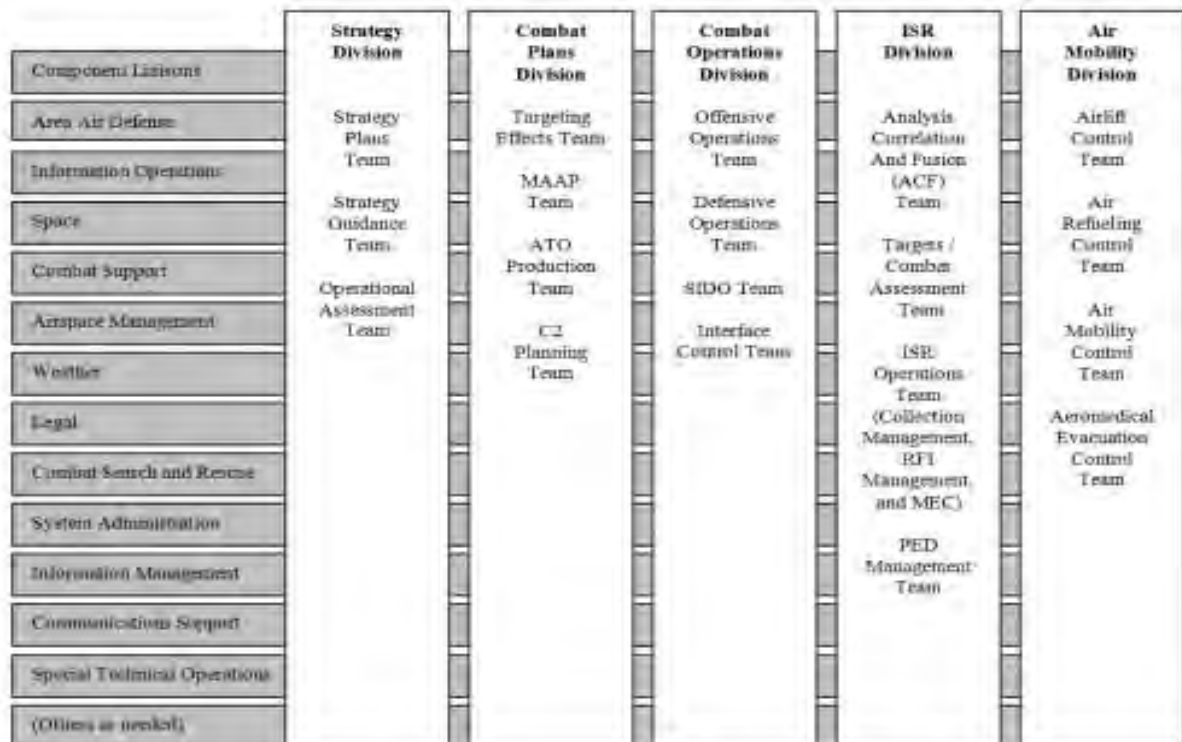 Strategy
Division
Combat
Plans
Division
Combat
Operations
Division
ISR
Division
Air
Mobility
Division
Component Liaisons
Area Air Defense
Information Operations
Space
Combat Support
Airspace Management
Weather
Legal
Combat Search and Rescue
System Administration
Information Management
Communications Support
Special Technical Operations
(Others as needed)
Strategy
Plans
Team
Strategy
Guidance
Team
Operational
Assessment
Team
Targeting
Effects Team
MAAP
Team
ATO
Production
Team
C2
Planning
Team
Offensive
Operations
Team
Defensive
Operations
Team
SIDO Team
Interface
Control Team
Analysis
Correlation
And Fusion
(ACF)
Team
Targets /
Combat
Assessment
Team
ISR
Operations
Team
(Collection
Management,
RFI
Management,
and MEC)
PED
Management
Team
Airlift
Control
Team
Air
Refueling
Control
Team
Air
Mobility
Control
Team
Aeromedical
Evacuation
Control
Team